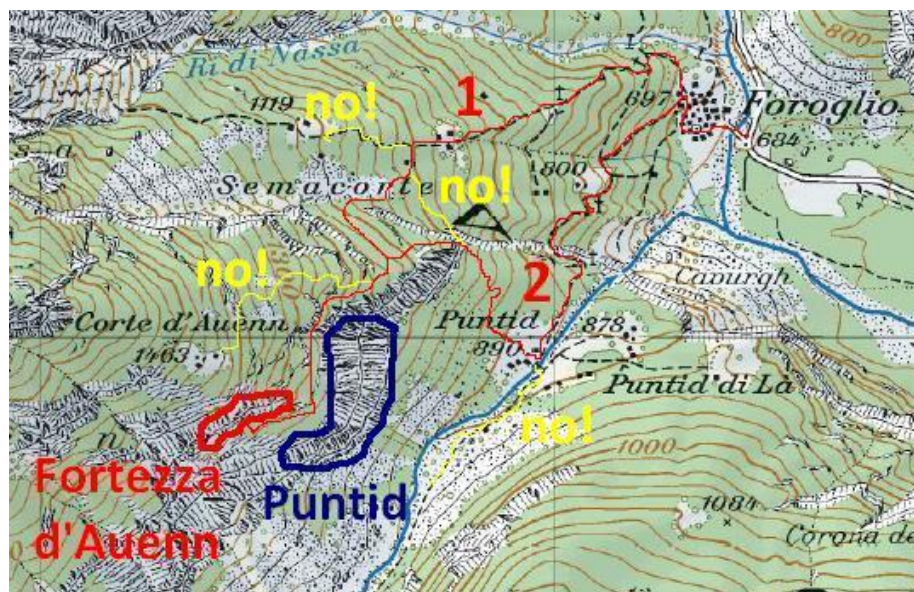 800
Ri di Nassa
1119
no!
1
697
Foroglio
684
s-a
Semacorte
no!
800
no!
2
Cavurgh
Corte d'Auenn
Puntid
878
1463
890
Puntid di Là
no!
n
1000
Fortezza
d'Auenn
Puntid
1084
Corona de